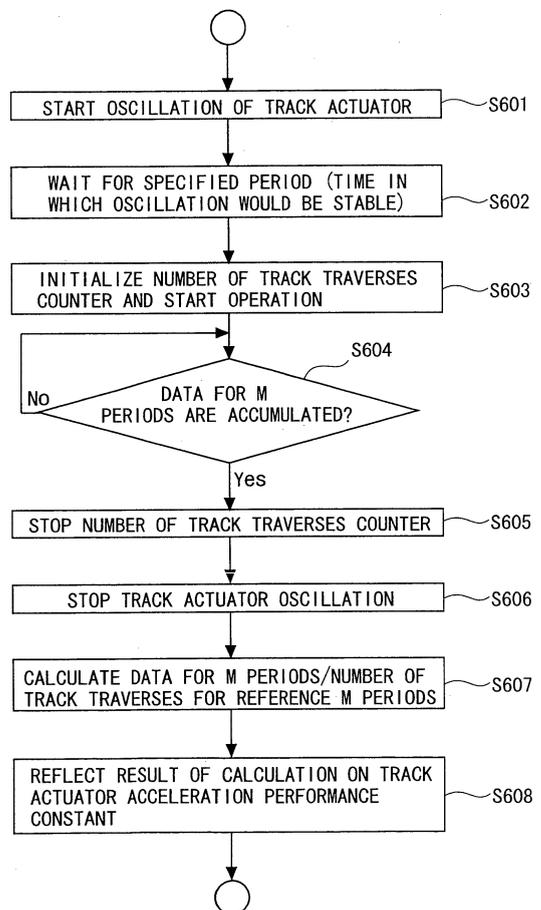 START OSCILLATION OF TRACK ACTUATOR
S601
WAIT FOR SPECIFIED PERIOD (TIME IN
WHICH OSCILLATION WOULD BE STABLE)
S602
INITIALIZE NUMBER OF TRACK TRAVERSES
COUNTER AND START OPERATION
S603
S604
DATA FOR M
PERIODS ARE ACCUMULATED?
No
Yes
STOP NUMBER OF TRACK TRAVERSES COUNTER
S605
STOP TRACK ACTUATOR OSCILLATION
S606
CALCULATE DATA FOR M PERIODS/NUMBER OF
TRACK TRAVERSES FOR REFERENCE M PERIODS
S607
REFLECT RESULT OF CALCULATION ON TRACK
ACTUATOR ACCELERATION PERFORMANCE
CONSTANT
S608